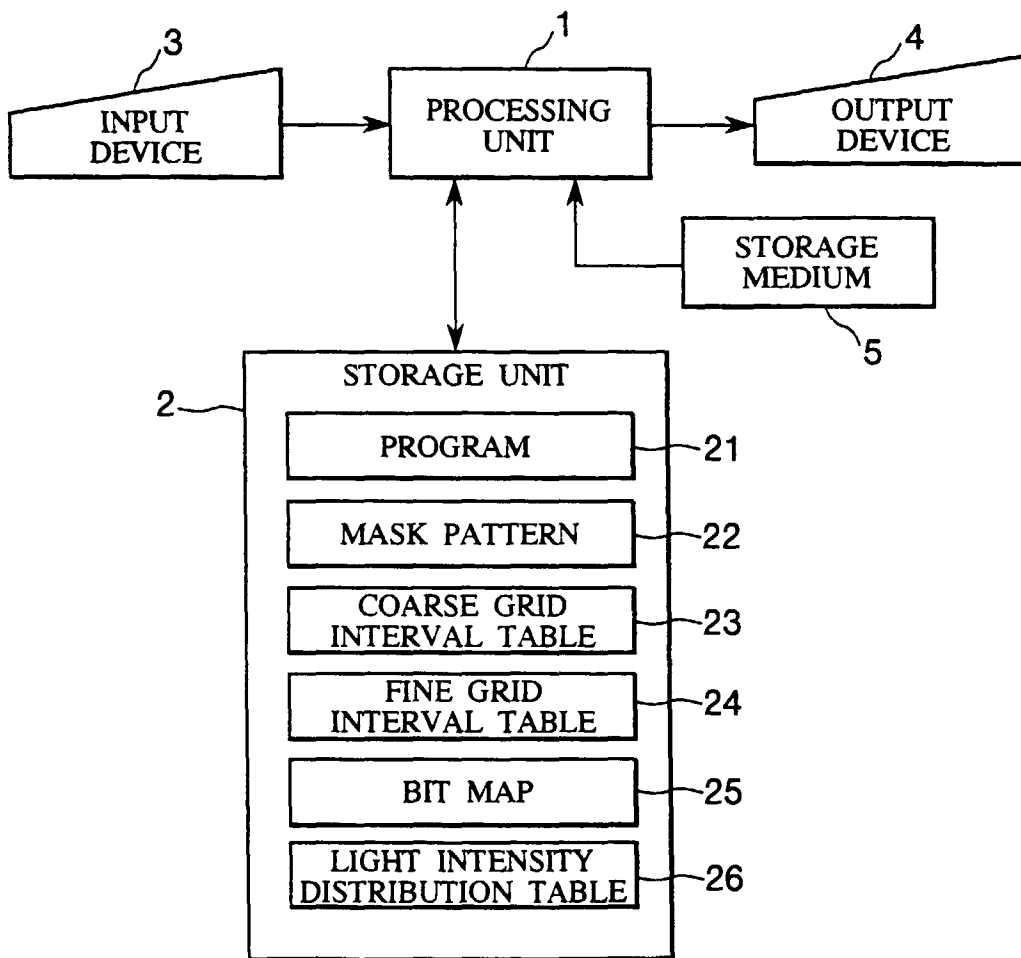 3
1
4
INPUT
DEVICE
PROCESSING
UNIT
OUTPUT
DEVICE
STORAGE
MEDIUM
5
STORAGE UNIT
2
PROGRAM
21
MASK PATTERN
22
COARSE GRID
INTERVAL TABLE
23
FINE GRID
INTERVAL TABLE
24
BIT MAP
25
LIGHT INTENSITY
DISTRIBUTION TABLE
26